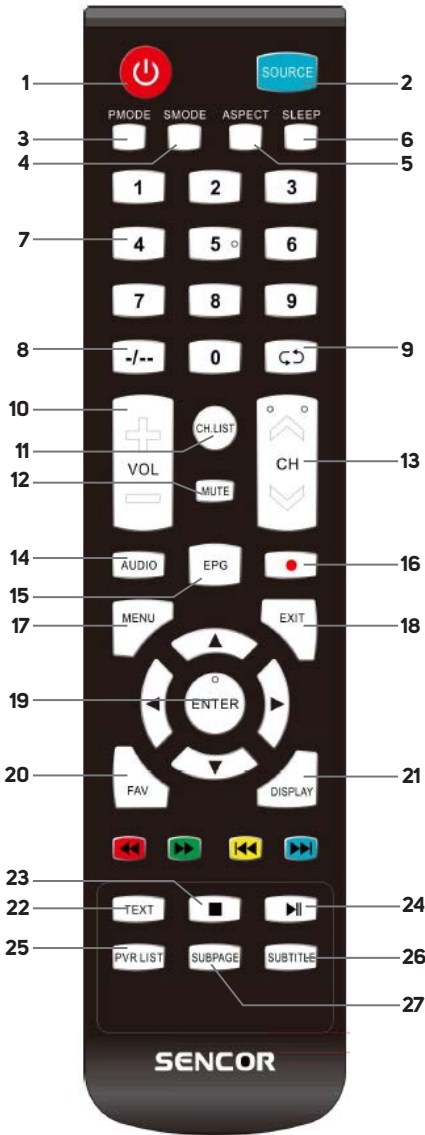 1 SOURCE 2
PMODE SMODE ASPECT SLEEP
3 6
4 5
1 2 3
7 4 5 6
7 8 9
8 -/-- 0 9
10 CH.LIST
11 VOL CH 13
12 MUTE
14 AUDIO EPG 16
15
17 MENU EXIT 18
19 ENTER
20 FAV DISPLAY 21
23
22 TEXT 24
25 PVR LIST SUBPAGE SUBTITLE 26
27
SENCOR